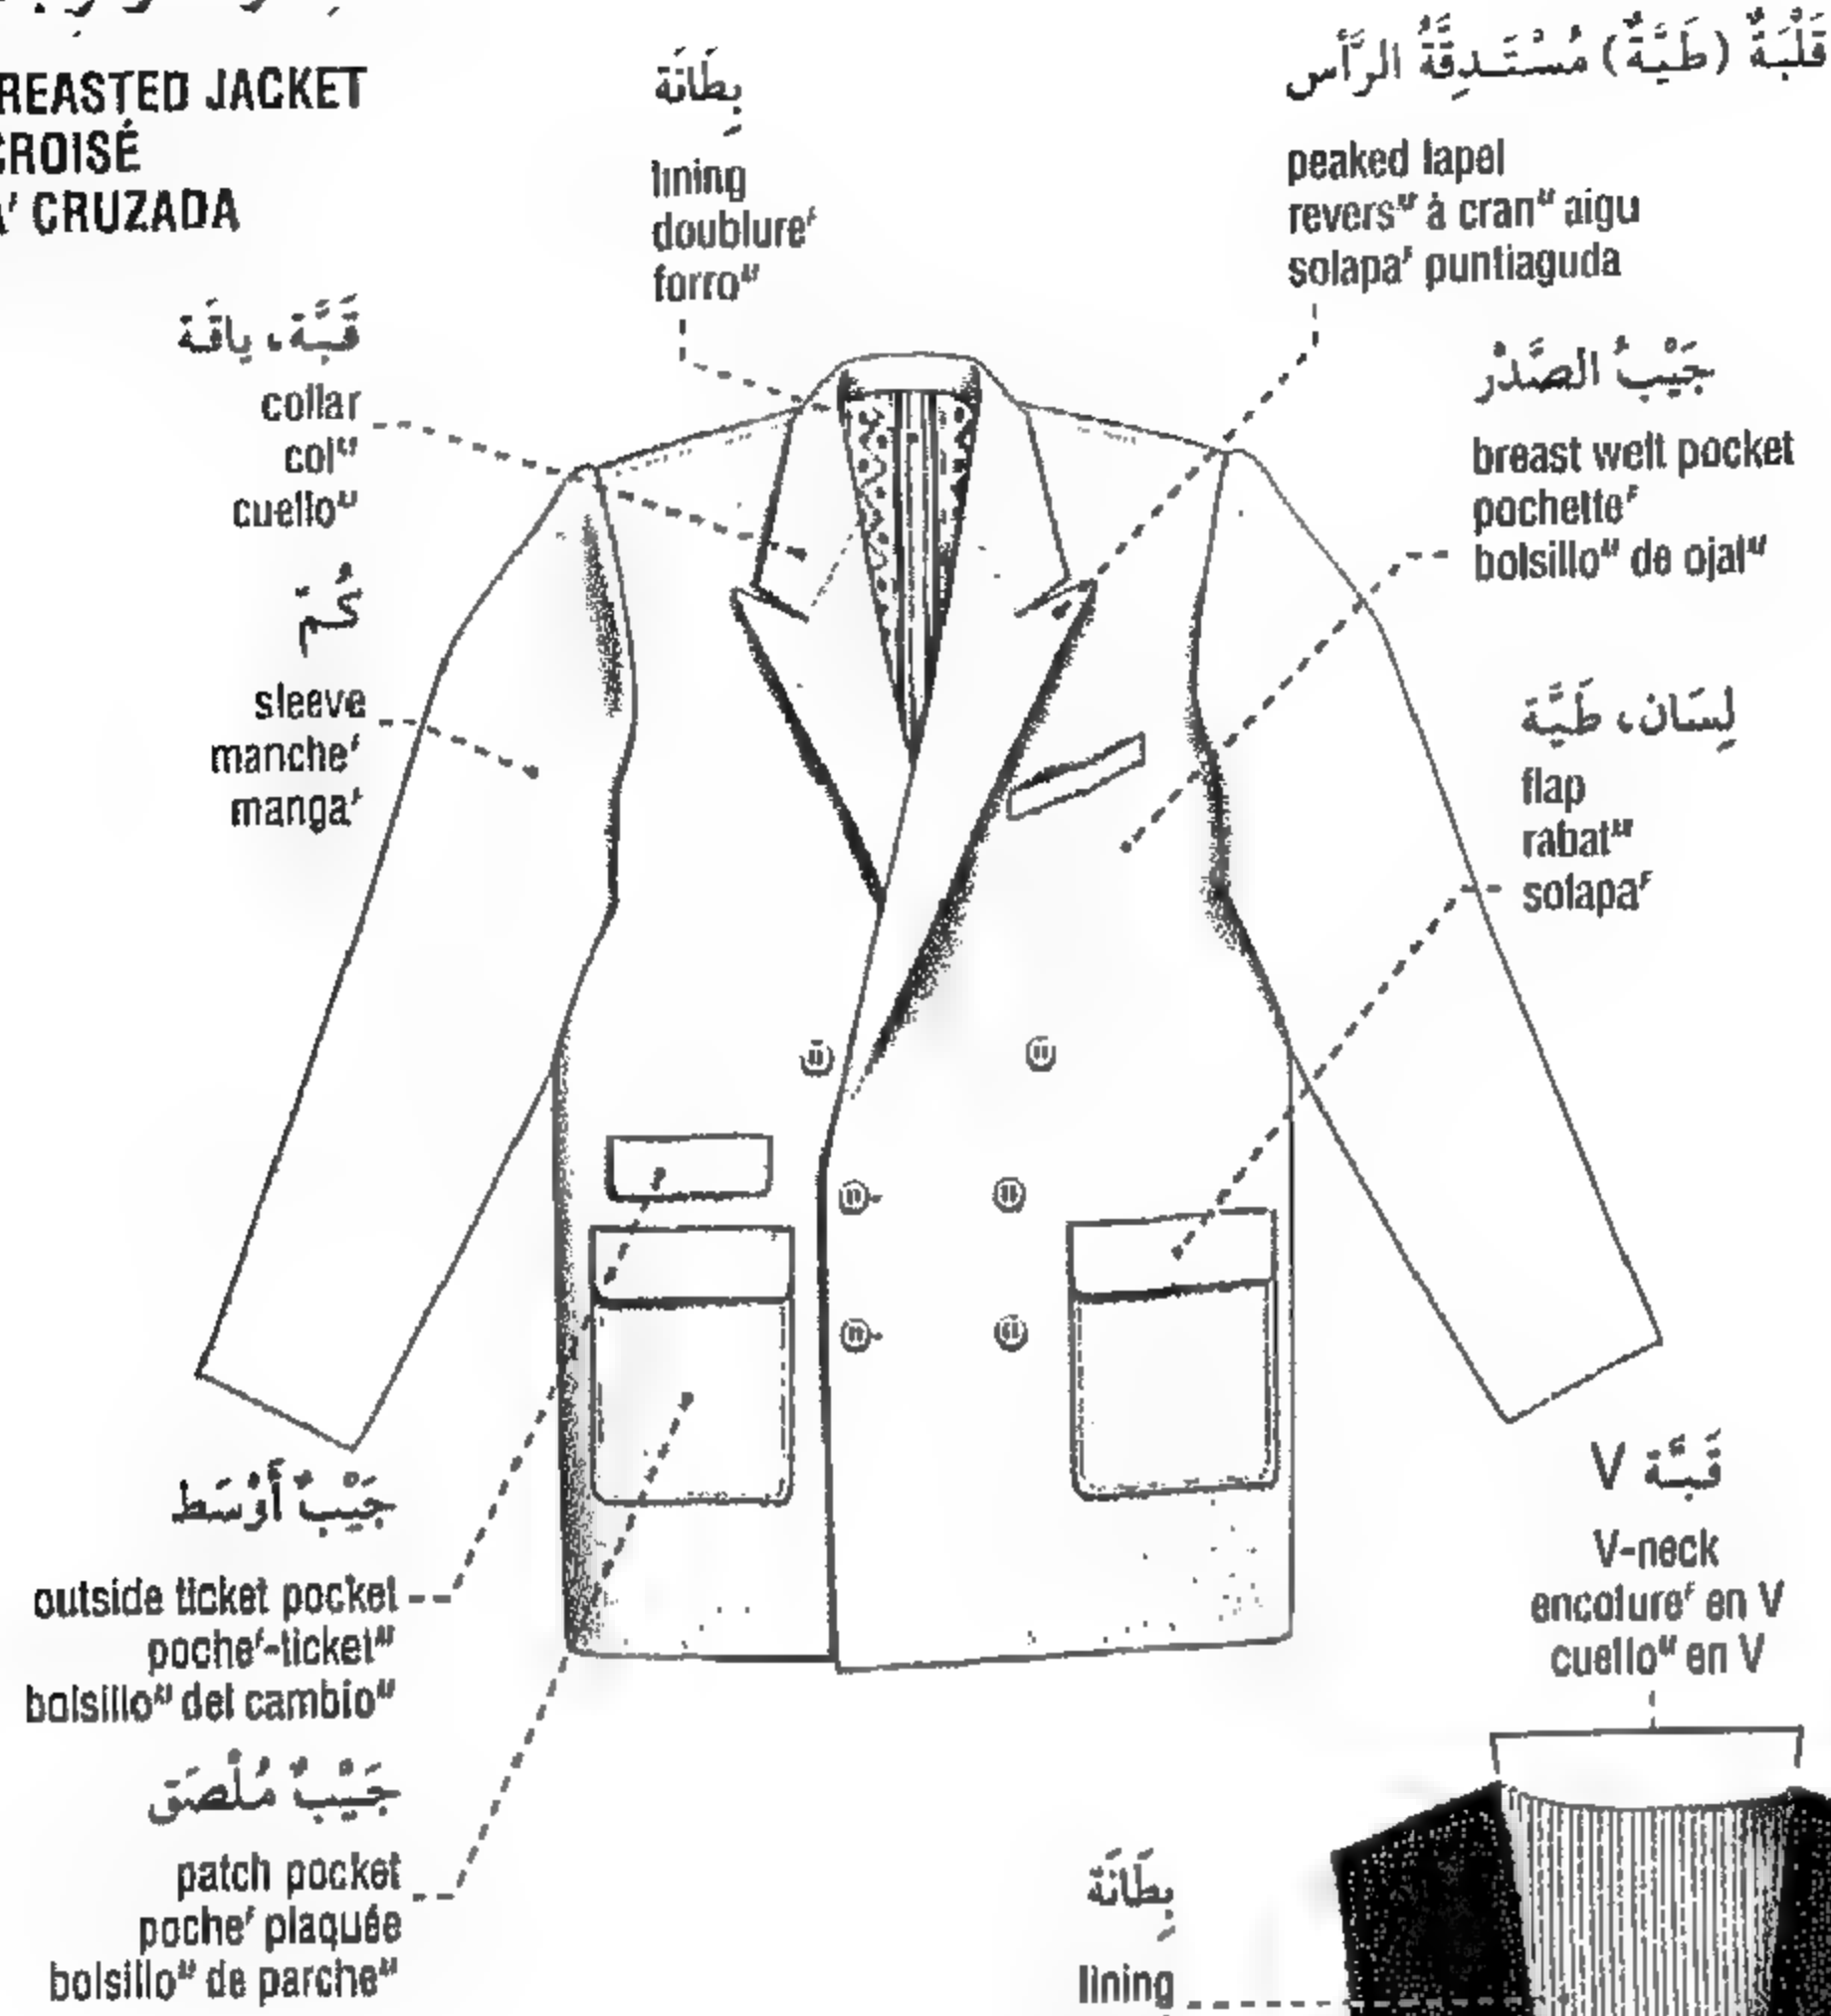 REASTED JACKET
CROISÉ
A^F CRUZADA
بِطَانَة
lining
doublure^F
forro^M
قَلْبَةٌ (طَيَّةٌ) مُسْتَدِقَّةُ الرَّأس
peaked lapel
revers^M à cran^M aigu
solapa^F puntiaguda
قَبَّة، ياقَة
collar
col^M
cuello^M
جَيْبُ الصَّدْر
breast welt pocket
pochette^F
bolsillo^M de ojal^M
كُمّ
sleeve
manche^F
manga^F
لِسَان، طَيَّة
flap
rabat^M
solapa^F
جَيْبٌ أَوْسَط
outside ticket pocket
poche^F-ticket^M
bolsillo^M del cambio^M
قَبَّة V
V-neck
encolure^F en V
cuello^M en V
جَيْبٌ مُلْصَق
patch pocket
poche^F plaquée
bolsillo^M de parche^M
بِطَانَة
lining